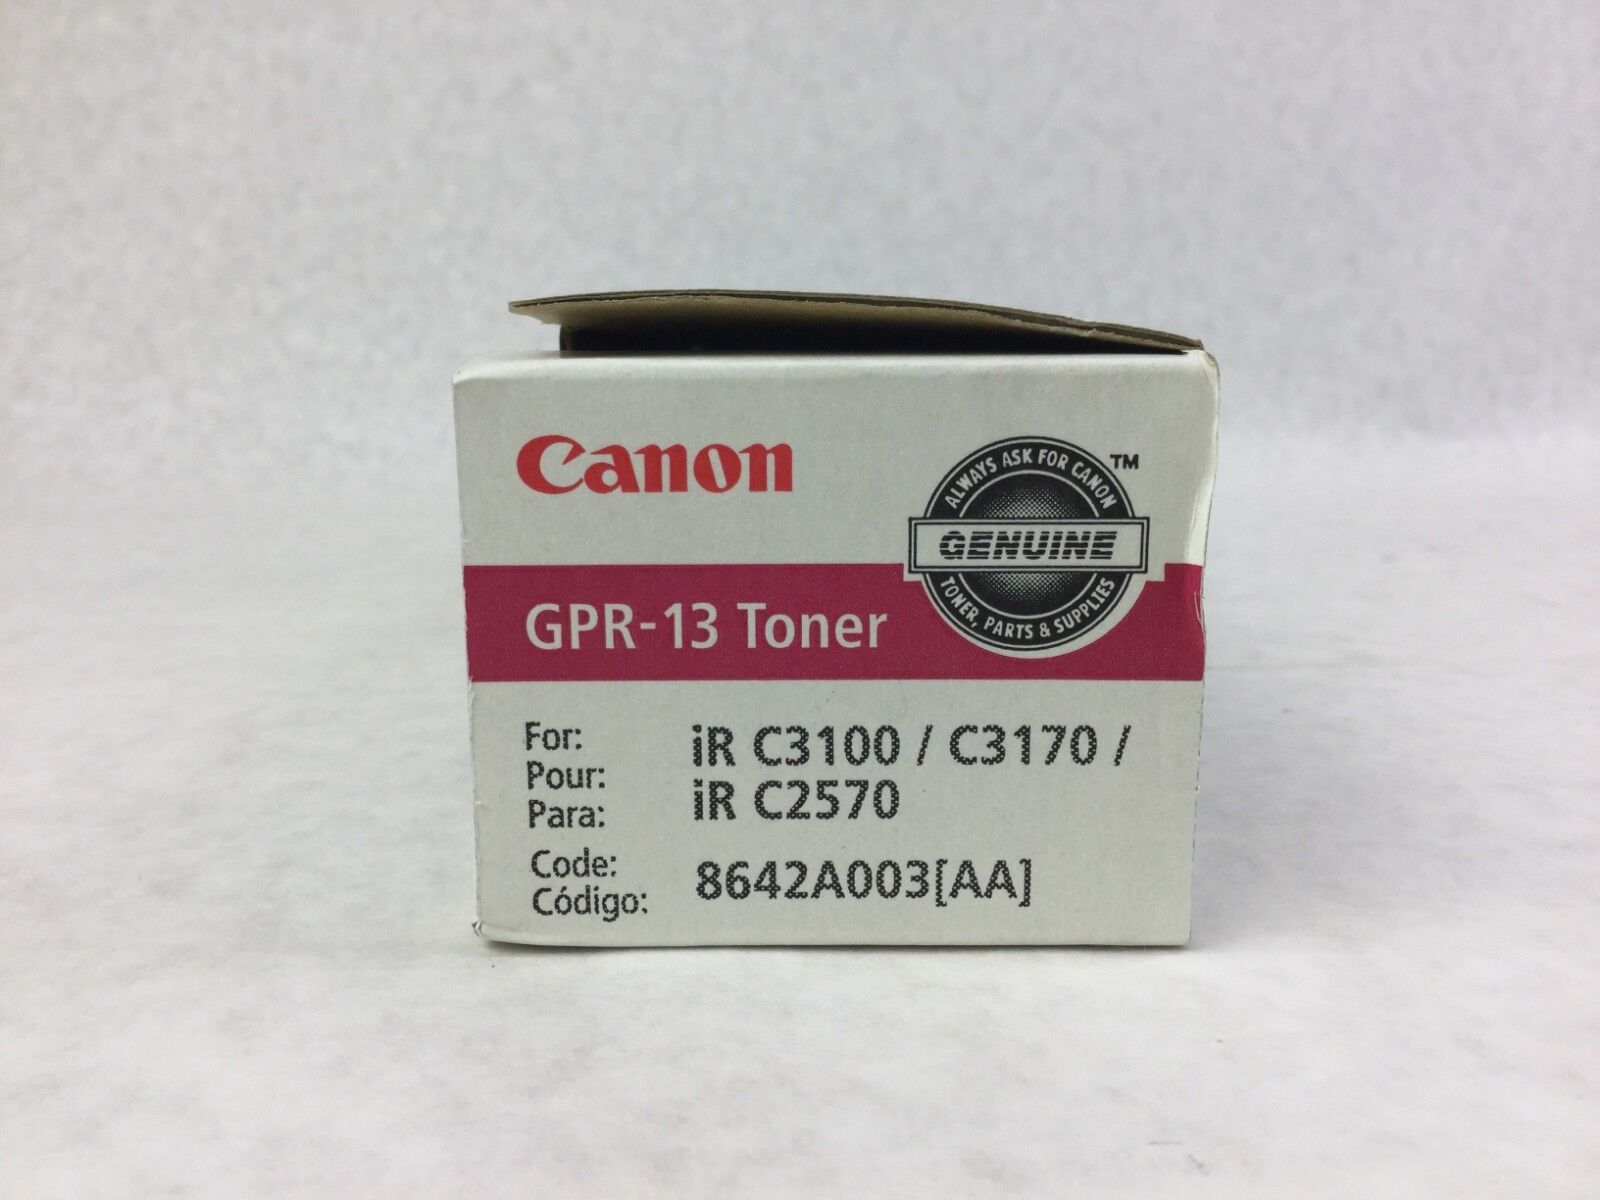 Canon
ALWAYS ASK FOR CANON
™
GENUINE
TONER, PARTS & SUPPLIES
GPR-13 Toner
For:
Pour:
Para:
iR C3100 / C3170 /
iR C2570
Code:
Código:
8642A003[AA]